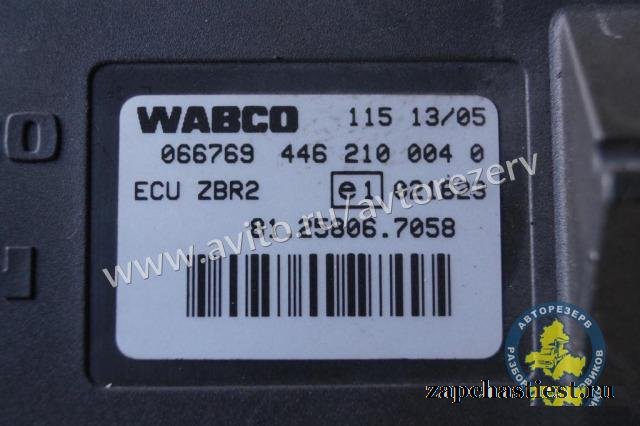 WABCO 115 13/05
066769 446 210 004 0
ECU ZBR2 e1
81.25806.7058
www.avito.ru/avtorezerv
АВТОРЕЗЕРВ
zapchastiest.ru